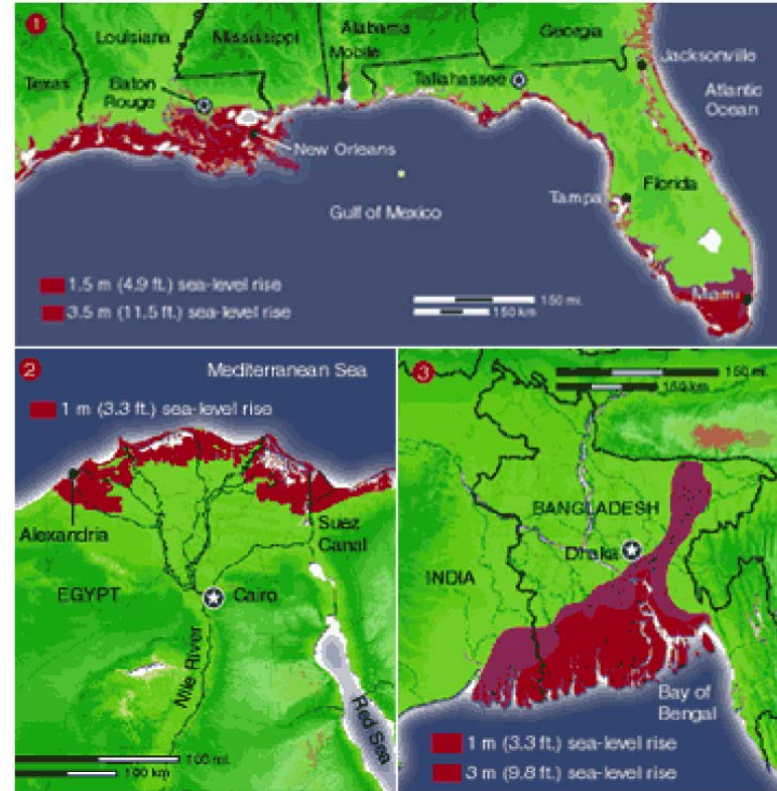 1
Louisiana
Mississippi
Alabama
Georgia
Mobile
Jacksonville
Texas
Baton
Rouge
Tallahassee
Atlantic
Ocean
New Orleans
Florida
Tampa
Gulf of Mexico
1.5 m (4.9 ft.) sea-level rise
3.5 m (11.5 ft.) sea-level rise
150 mi.
150 km
Miami
2
Mediterranean Sea
1 m (3.3 ft.) sea-level rise
Alexandria
Suez
Canal
EGYPT
Cairo
Nile River
Red Sea
100 mi.
100 km
3
150 mi.
150 km
BANGLADESH
Dhaka
INDIA
Bay of
Bengal
1 m (3.3 ft.) sea-level rise
3 m (9.8 ft.) sea-level rise